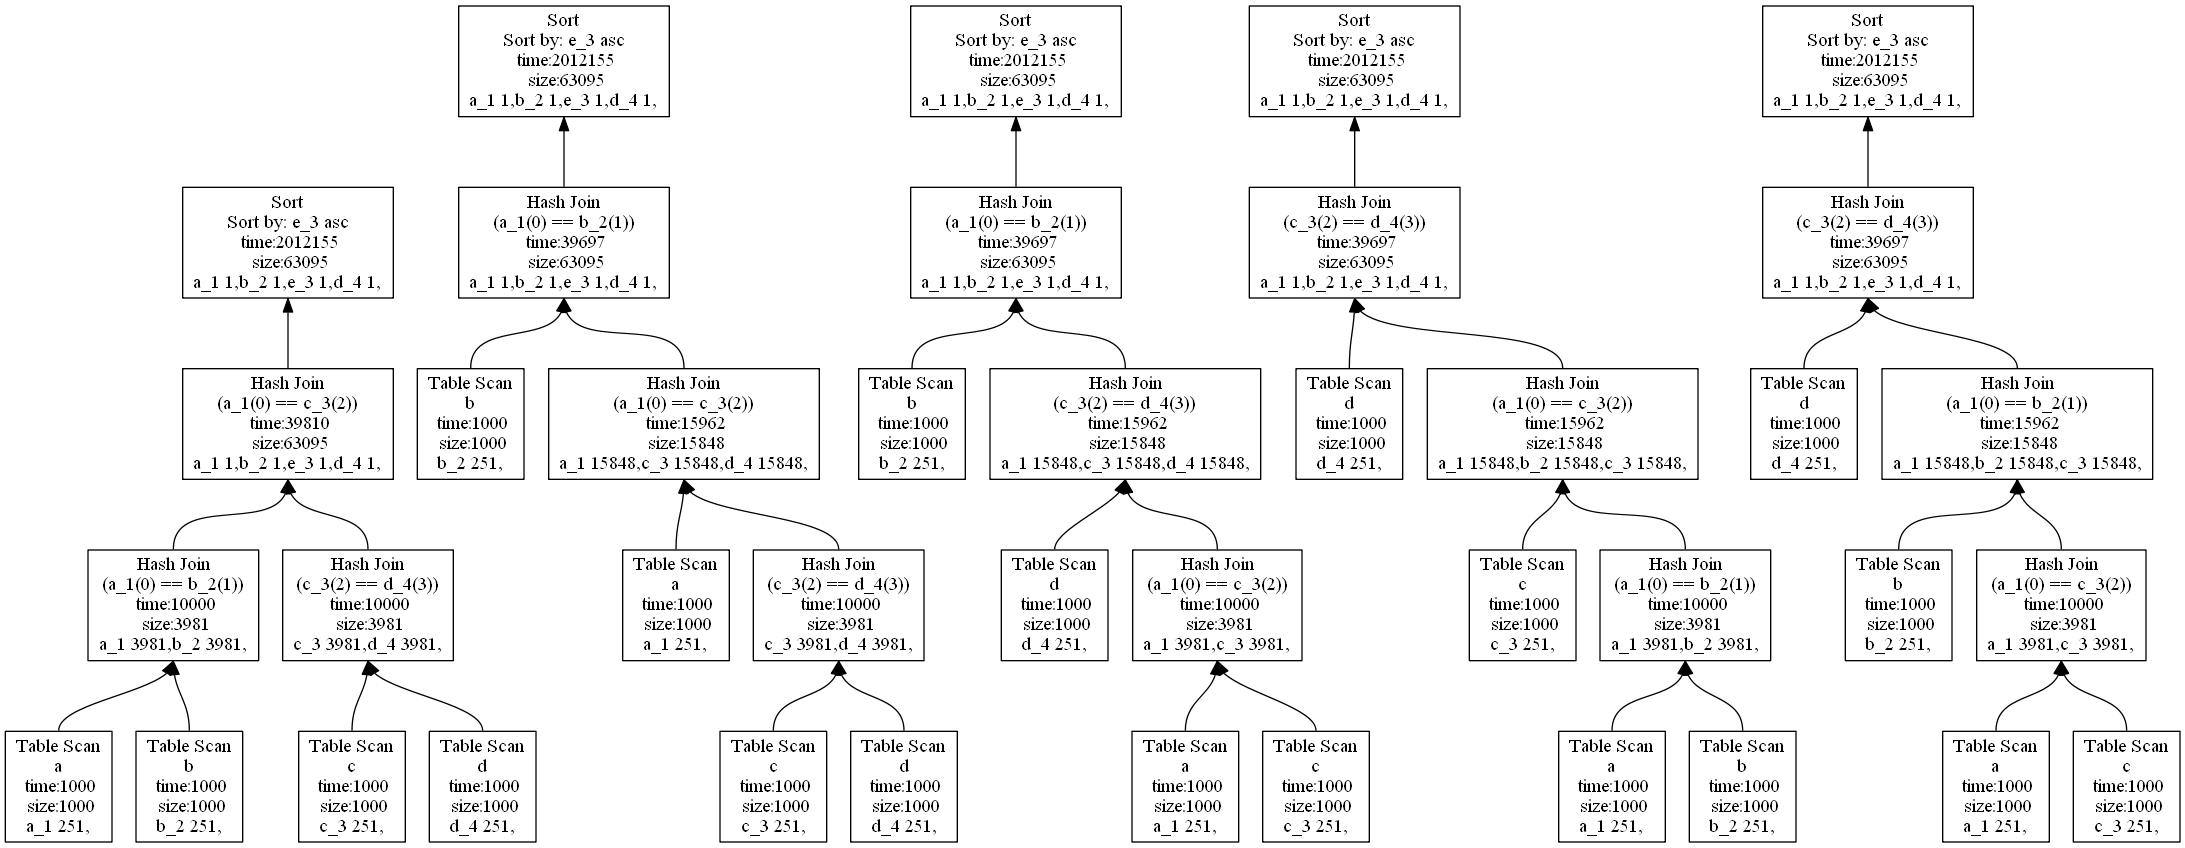 Sort
Sort by: e_3 asc
time:2012155
size:63095
a_1 1,b_2 1,e_3 1,d_4 1,
Sort
Sort by: e_3 asc
time:2012155
size:63095
a_1 1,b_2 1,e_3 1,d_4 1,
Sort
Sort by: e_3 asc
time:2012155
size:63095
a_1 1,b_2 1,e_3 1,d_4 1,
Sort
Sort by: e_3 asc
time:2012155
size:63095
a_1 1,b_2 1,e_3 1,d_4 1,
Sort
Sort by: e_3 asc
time:2012155
size:63095
a_1 1,b_2 1,e_3 1,d_4 1,
Hash Join
(a_1(0) == b_2(1))
time:39697
size:63095
a_1 1,b_2 1,e_3 1,d_4 1,
Hash Join
(a_1(0) == b_2(1))
time:39697
size:63095
a_1 1,b_2 1,e_3 1,d_4 1,
Hash Join
(c_3(2) == d_4(3))
time:39697
size:63095
a_1 1,b_2 1,e_3 1,d_4 1,
Hash Join
(c_3(2) == d_4(3))
time:39697
size:63095
a_1 1,b_2 1,e_3 1,d_4 1,
Hash Join
(a_1(0) == c_3(2))
time:39810
size:63095
a_1 1,b_2 1,e_3 1,d_4 1,
Table Scan
b
time:1000
size:1000
b_2 251,
Hash Join
(a_1(0) == c_3(2))
time:15962
size:15848
a_1 15848,c_3 15848,d_4 15848,
Table Scan
b
time:1000
size:1000
b_2 251,
Hash Join
(c_3(2) == d_4(3))
time:15962
size:15848
a_1 15848,c_3 15848,d_4 15848,
Table Scan
d
time:1000
size:1000
d_4 251,
Hash Join
(a_1(0) == c_3(2))
time:15962
size:15848
a_1 15848,b_2 15848,c_3 15848,
Table Scan
d
time:1000
size:1000
d_4 251,
Hash Join
(a_1(0) == b_2(1))
time:15962
size:15848
a_1 15848,b_2 15848,c_3 15848,
Hash Join
(a_1(0) == b_2(1))
time:10000
size:3981
a_1 3981,b_2 3981,
Hash Join
(c_3(2) == d_4(3))
time:10000
size:3981
c_3 3981,d_4 3981,
Table Scan
a
time:1000
size:1000
a_1 251,
Hash Join
(c_3(2) == d_4(3))
time:10000
size:3981
c_3 3981,d_4 3981,
Table Scan
d
time:1000
size:1000
d_4 251,
Hash Join
(a_1(0) == c_3(2))
time:10000
size:3981
a_1 3981,c_3 3981,
Table Scan
c
time:1000
size:1000
c_3 251,
Hash Join
(a_1(0) == b_2(1))
time:10000
size:3981
a_1 3981,b_2 3981,
Table Scan
b
time:1000
size:1000
b_2 251,
Hash Join
(a_1(0) == c_3(2))
time:10000
size:3981
a_1 3981,c_3 3981,
Table Scan
a
time:1000
size:1000
a_1 251,
Table Scan
b
time:1000
size:1000
b_2 251,
Table Scan
c
time:1000
size:1000
c_3 251,
Table Scan
d
time:1000
size:1000
d_4 251,
Table Scan
c
time:1000
size:1000
c_3 251,
Table Scan
d
time:1000
size:1000
d_4 251,
Table Scan
a
time:1000
size:1000
a_1 251,
Table Scan
c
time:1000
size:1000
c_3 251,
Table Scan
a
time:1000
size:1000
a_1 251,
Table Scan
b
time:1000
size:1000
b_2 251,
Table Scan
a
time:1000
size:1000
a_1 251,
Table Scan
c
time:1000
size:1000
c_3 251,